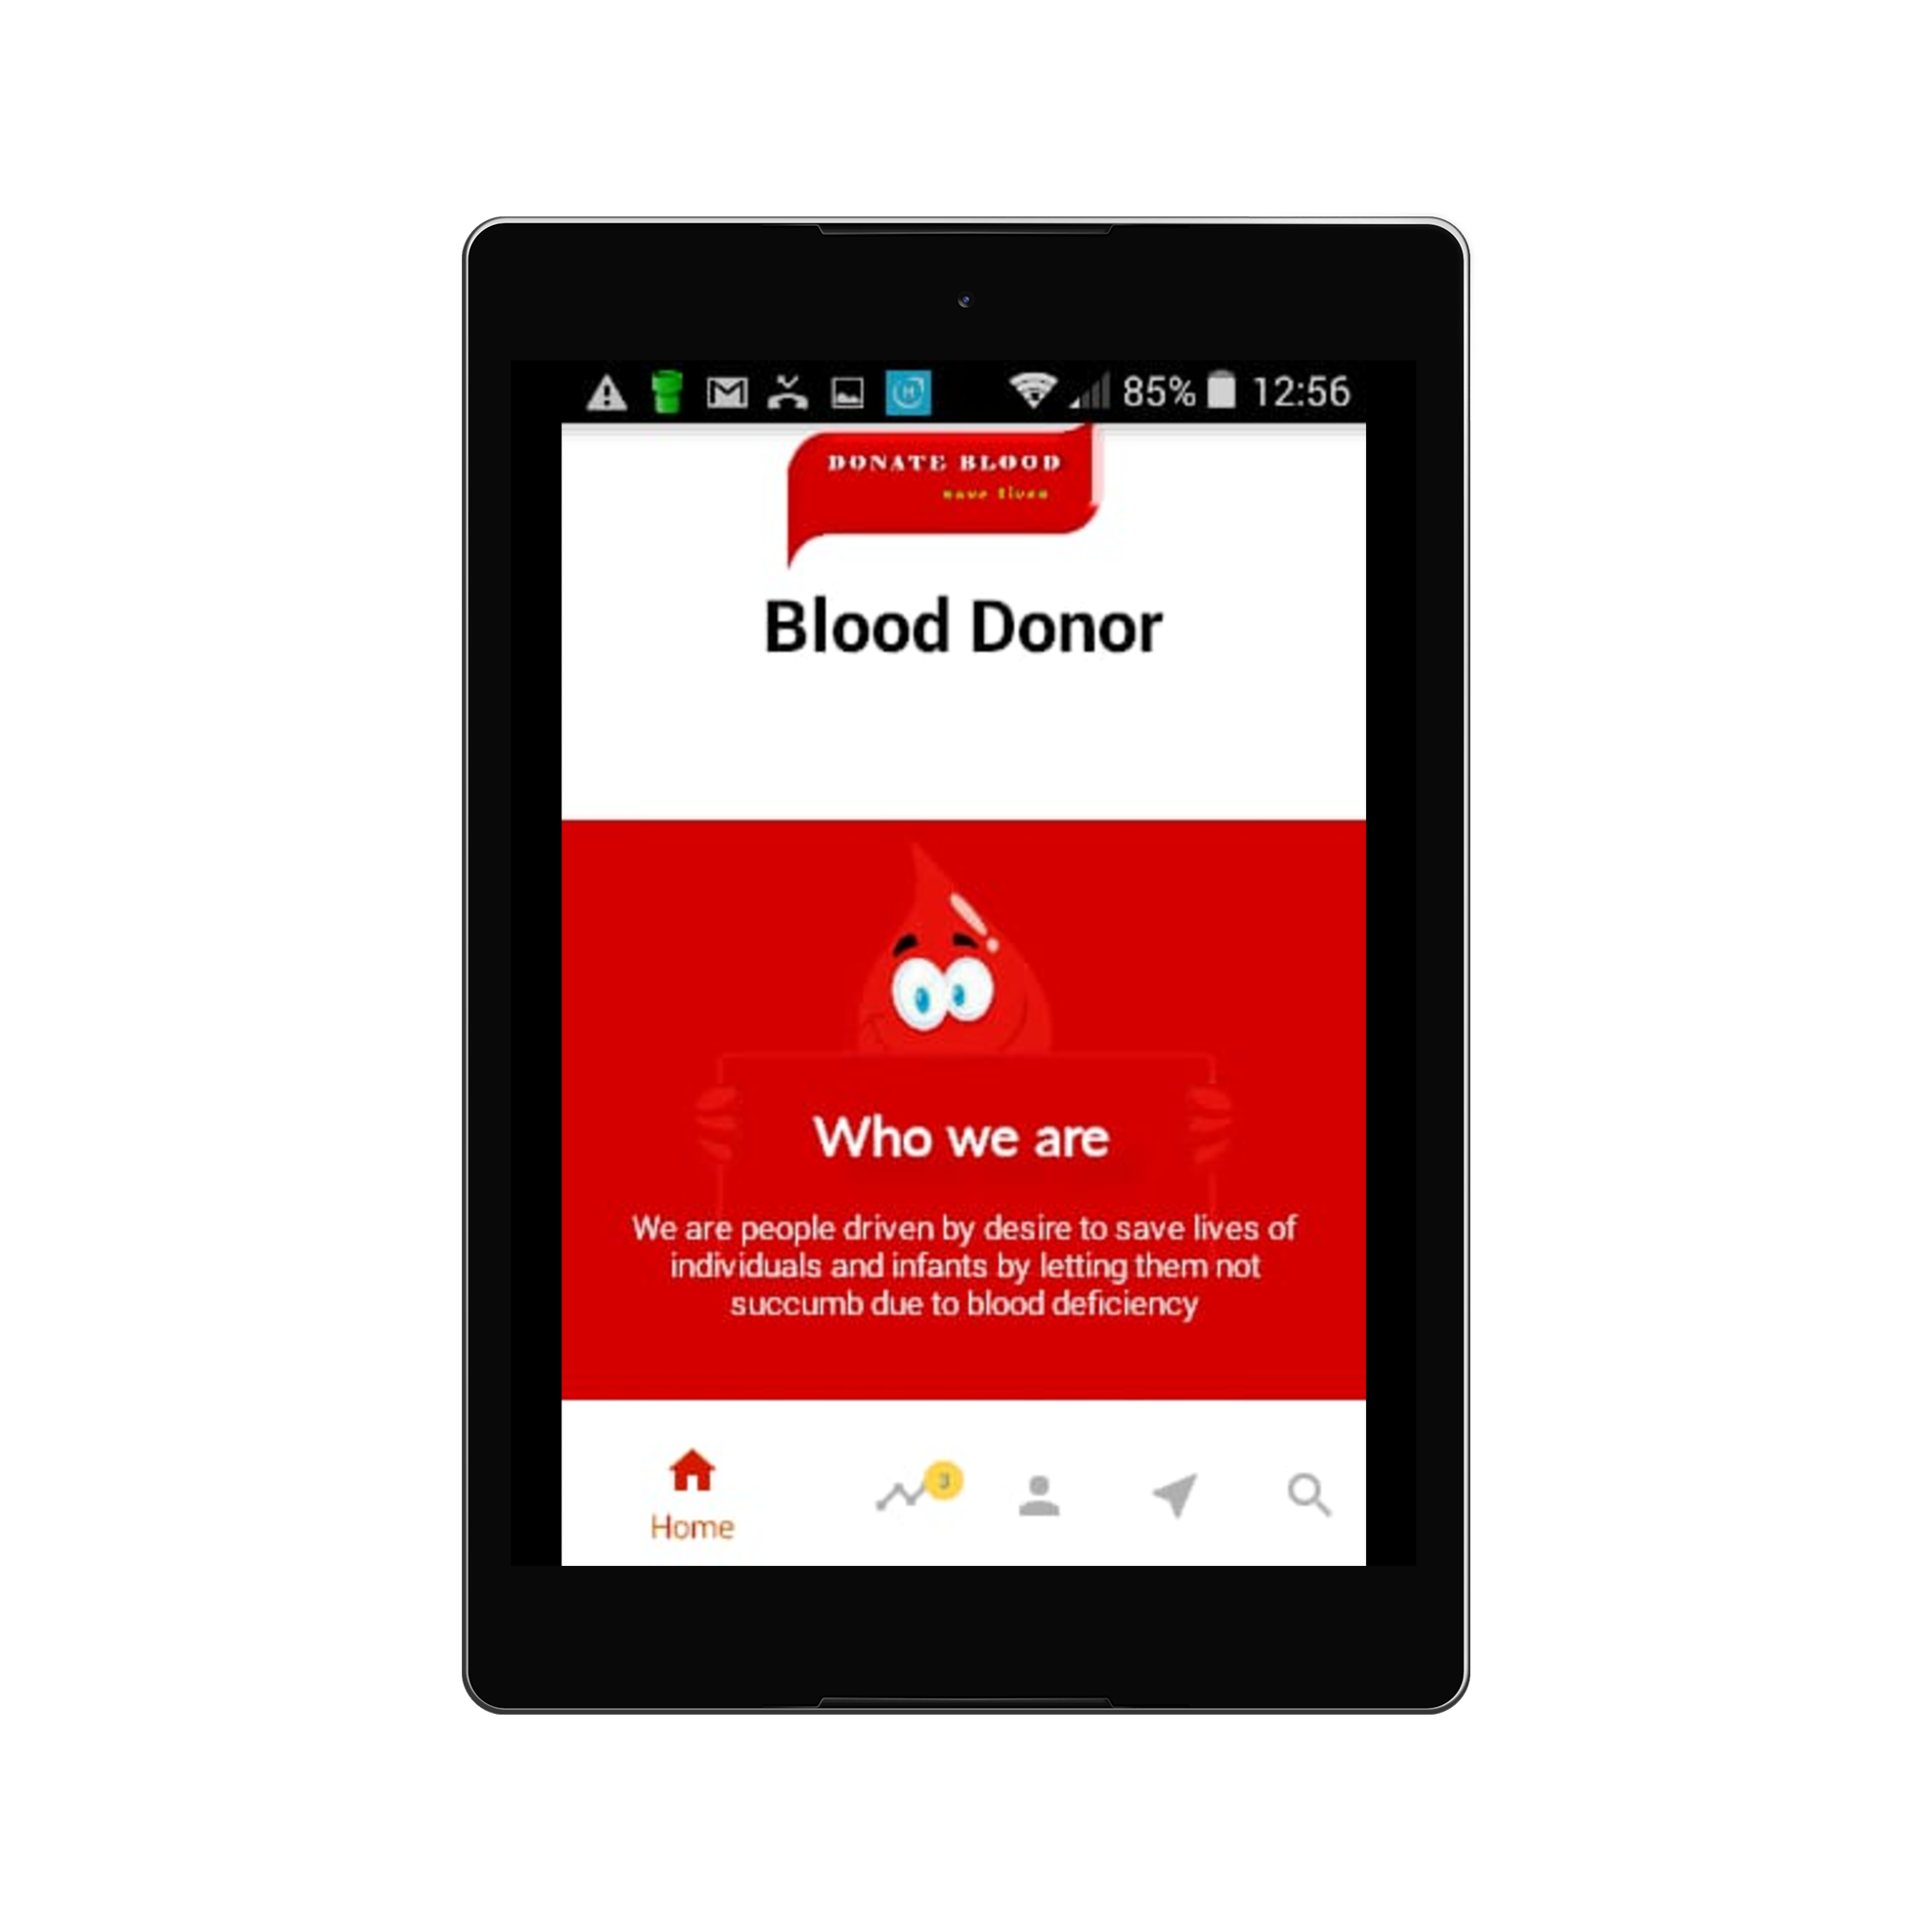 85% 12:56
DONATE BLOOD
save lives
Blood Donor
Who we are
We are people driven by desire to save lives of
individuals and infants by letting them not
succumb due to blood deficiency
3
Home